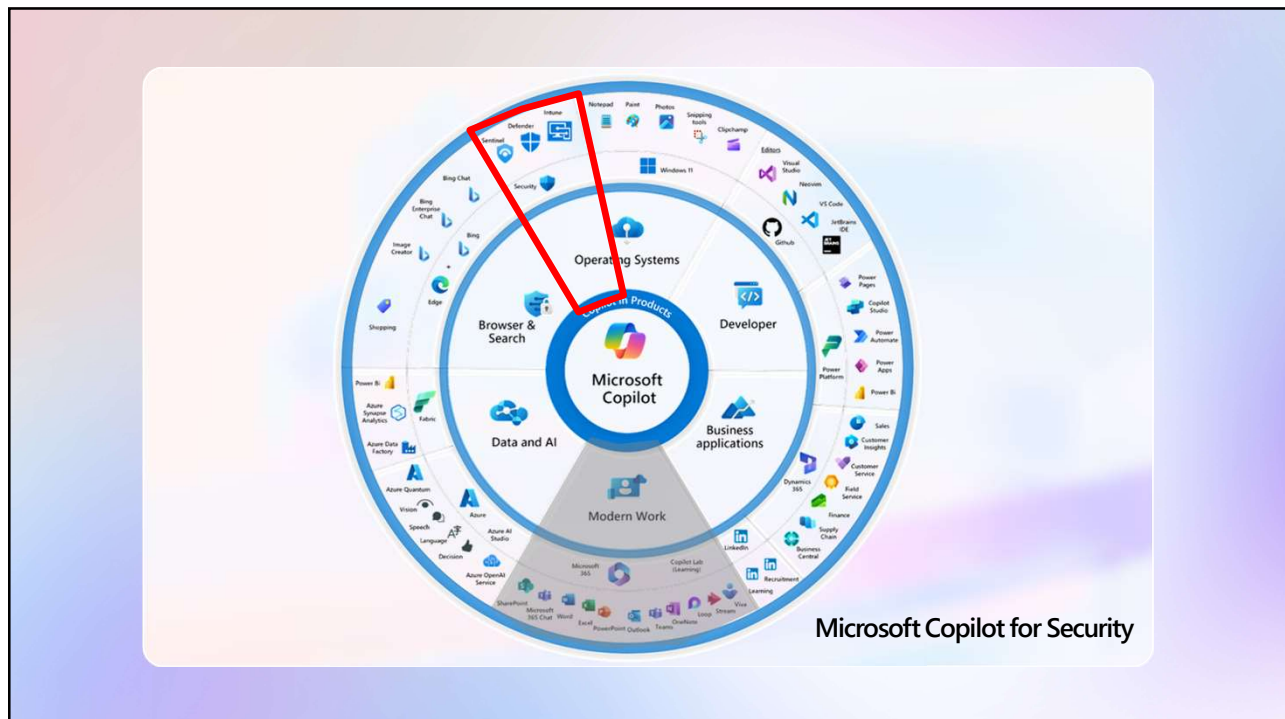 Notepad
Paint
Photos
Snipping
tools
Clipchamp
Intune
Defender
Sentinel
Security
Windows 11
Editors
Visual
Studio
Neovim
VS Code
JetBrains
IDE
JET
BRAINS
Github
Bing Chat
Bing
Enterprise
Chat
Image
Creator
Bing
Edge
Shopping
Operating Systems
Browser &
Search
Developer
Copilot in Products
Microsoft
Copilot
Data and AI
Business
applications
Modern Work
Power
Pages
Copilot
Studio
Power
Automate
Power
Apps
Power Bi
Power
Platform
Power Bi
Azure
Synapse
Analytics
Azure Data
Factory
Fabric
Sales
Customer
Insights
Customer
Service
Field
Service
Finance
Supply
Chain
Business
Central
Dynamics
365
Azure Quantum
Vision
Speech
Language
Decision
Azure OpenAI
Service
Azure
Azure AI
Studio
LinkedIn
Recruitment
Learning
Microsoft
365
Copilot Lab
(Learning)
SharePoint
Microsoft
365 Chat
Word
Excel
PowerPoint
Outlook
Teams
OneNote
Loop
Stream
Viva
Microsoft Copilot for Security